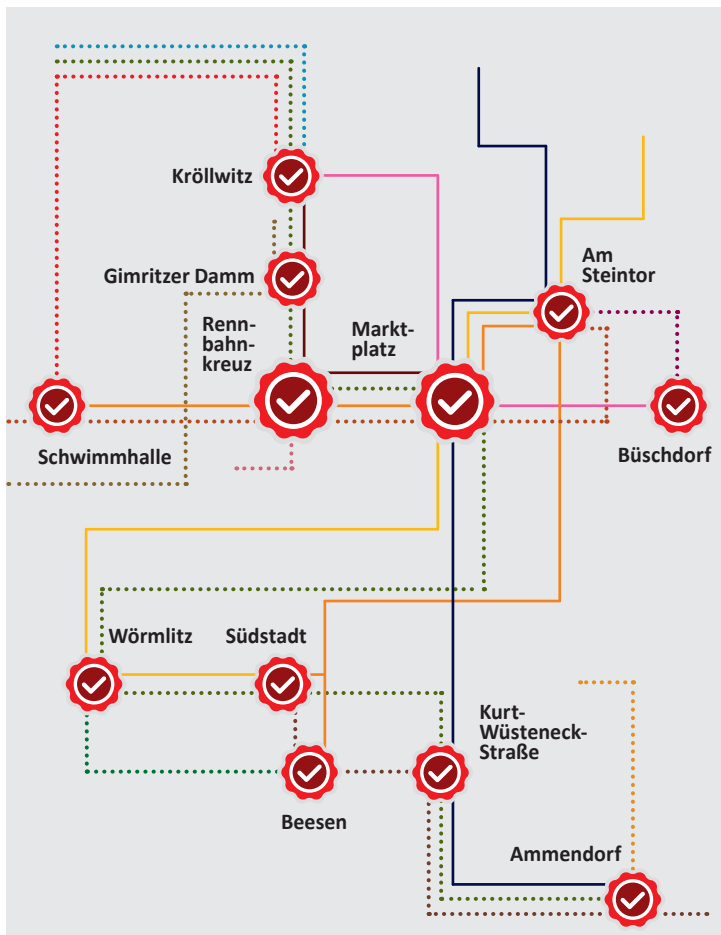 Kröllwitz
Gimritzer Damm
Am
Steintor
Renn-
bahn-
kreuz
Markt-
platz
Schwimmhalle
Büschdorf
Wörmlitz
Südstadt
Kurt-
Wüsteneck-
Straße
Beesen
Ammendorf